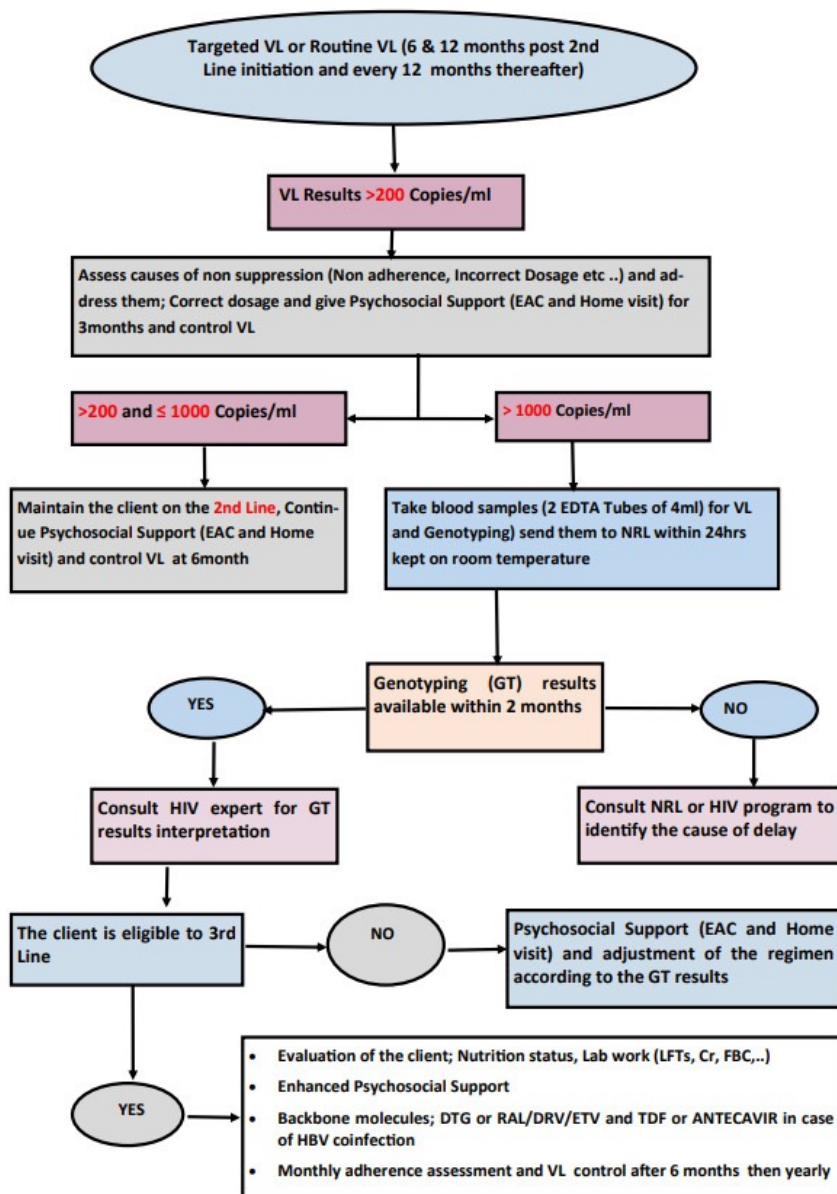 Targeted VL or Routine VL (6 & 12 months post 2nd
Line initiation and every 12 months thereafter)
VL Results >200 Copies/ml
Assess causes of non suppression (Non adherence, Incorrect Dosage etc ..) and ad-
dress them; Correct dosage and give Psychosocial Support (EAC and Home visit) for
3months and control VL
>200 and ≤ 1000 Copies/ml
> 1000 Copies/ml
Maintain the client on the 2nd Line, Contin-
ue Psychosocial Support (EAC and Home
visit) and control VL at 6month
Take blood samples (2 EDTA Tubes of 4ml) for VL
and Genotyping) send them to NRL within 24hrs
kept on room temperature
Genotyping (GT) results
available within 2 months
YES
NO
Consult HIV expert for GT
results interpretation
Consult NRL or HIV program to
identify the cause of delay
The client is eligible to 3rd
Line
NO
Psychosocial Support (EAC and Home
visit) and adjustment of the regimen
according to the GT results
YES
• Evaluation of the client; Nutrition status, Lab work (LFTs, Cr, FBC,..)
• Enhanced Psychosocial Support
• Backbone molecules; DTG or RAL/DRV/ETV and TDF or ANTECAVIR in case
of HBV coinfection
• Monthly adherence assessment and VL control after 6 months then yearly